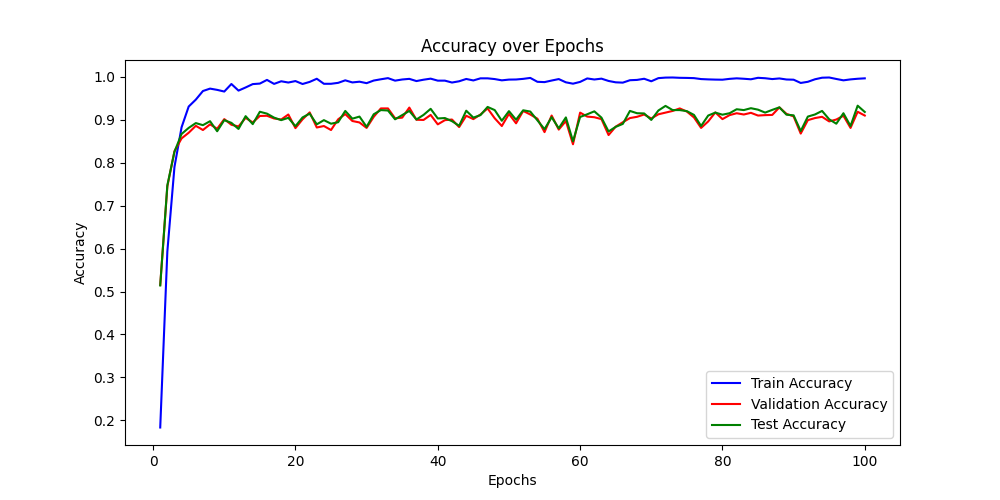 Accuracy over Epochs
Accuracy
1.0
0.9
0.8
0.7
0.6
0.5
0.4
0.3
0.2
0
20
40
60
80
100
Epochs
Train Accuracy
Validation Accuracy
Test Accuracy